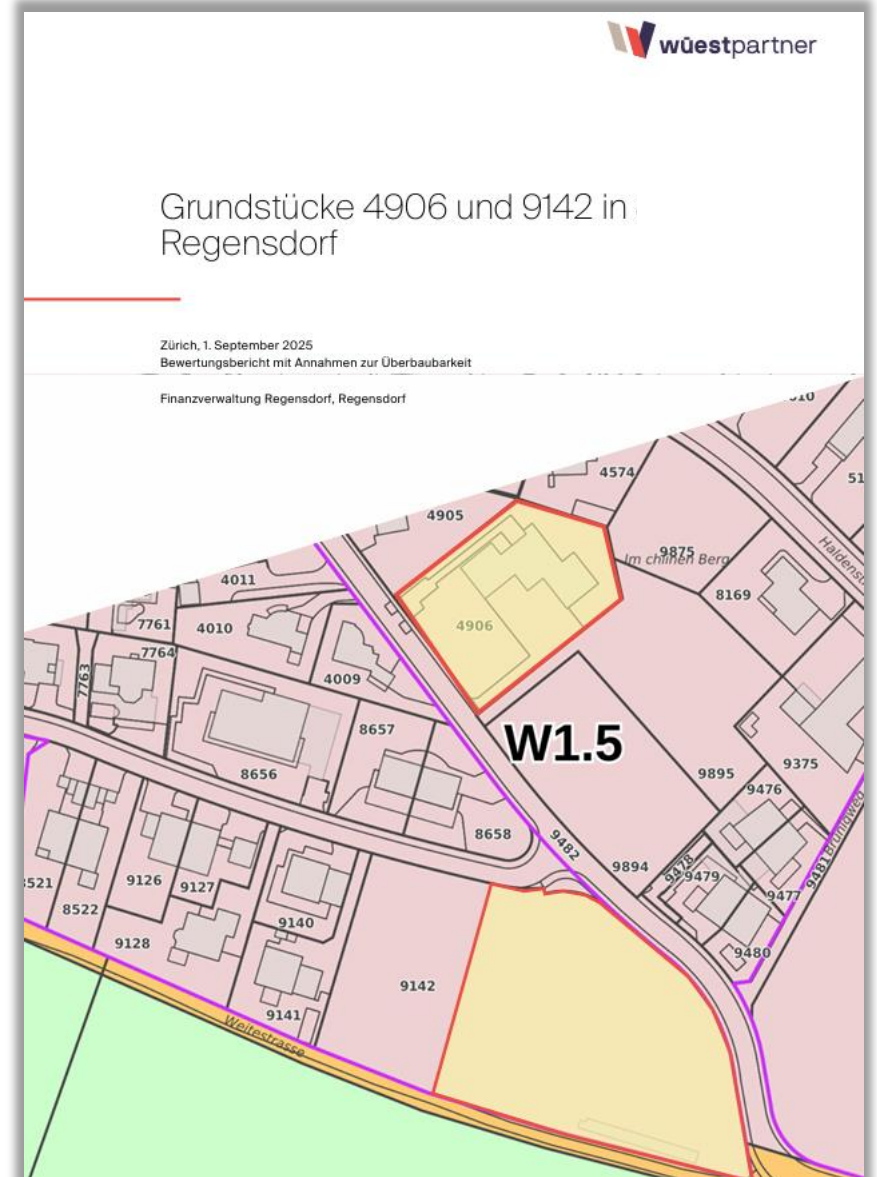 wüestpartner
Grundstücke 4906 und 9142 in
Regensdorf
Zürich, 1. September 2025
Bewertungsbericht mit Annahmen zur Überbaubarkeit
Finanzverwaltung Regensdorf, Regensdorf
4574
4905
Im chlinen Berg
9875
Haldenst
4011
8169
7761
4010
4906
7764
7763
4009
8657
W1.5
8656
9895
9375
9476
8658
9482
9894
9478
9479
9481
Brünigweg
8521
9126
9127
9477
8522
9140
9128
9480
9142
9141
Weitestrasse